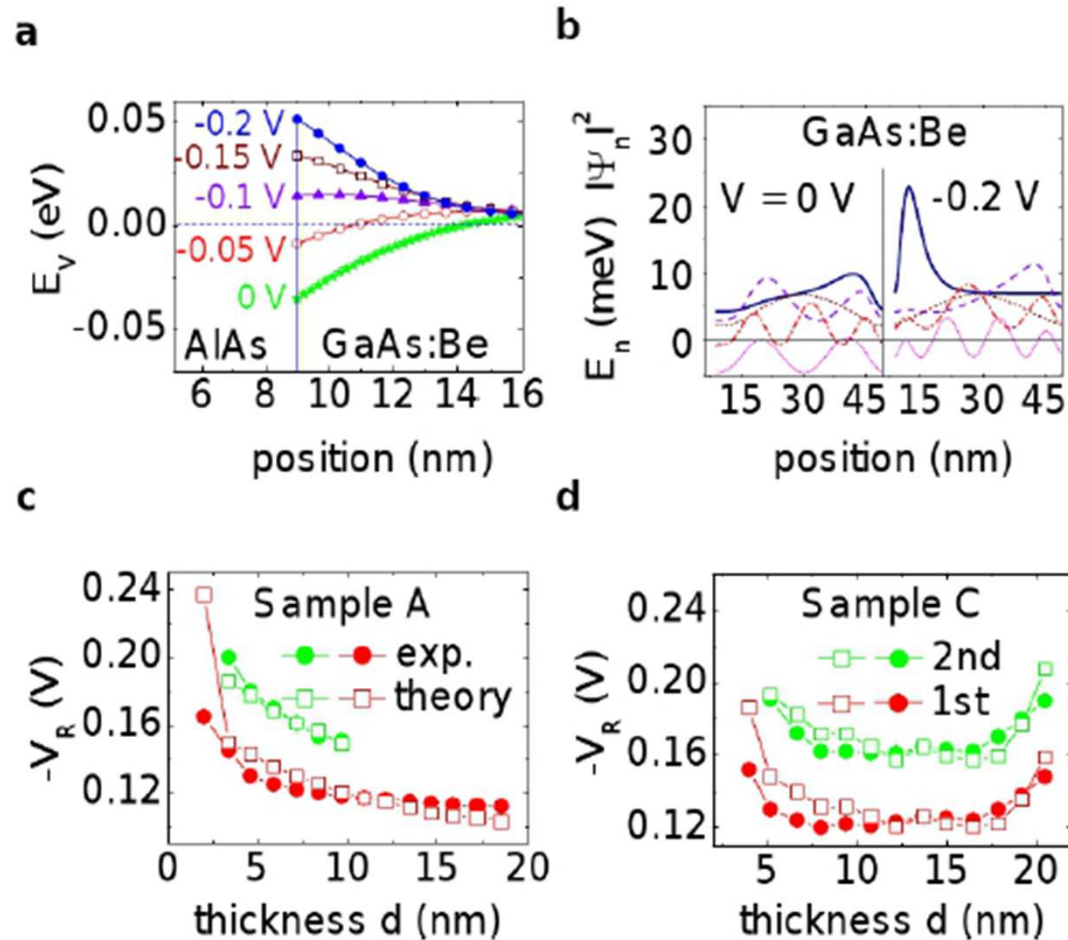 a
0.05
0.00
-0.05
E_V (eV)
-0.2 V
-0.15 V
-0.1 V
-0.05 V
0 V
AlAs GaAs:Be
6 8 10 12 14 16
position (nm)
b
30
20
10
0
E_n (meV) |Ψ_n|²
GaAs:Be
V = 0 V -0.2 V
15 30 45 15 30 45
position (nm)
c
0.24
0.20
0.16
0.12
-V_R (V)
Sample A
exp.
theory
0 5 10 15 20
thickness d (nm)
d
0.24
0.20
0.16
0.12
-V_R (V)
Sample C
2nd
1st
5 10 15 20
thickness d (nm)